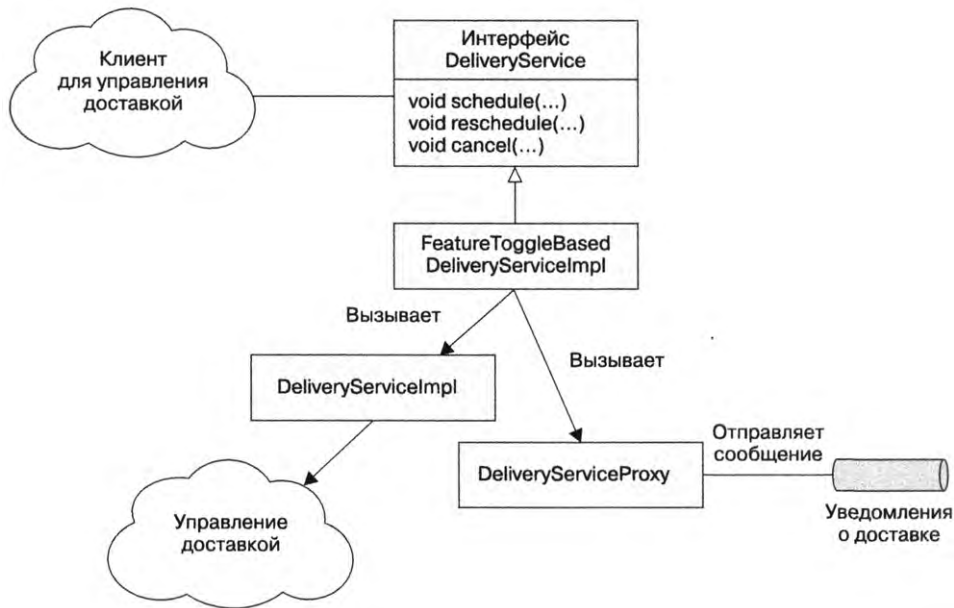 Клиент
для управления
доставкой
Интерфейс
DeliveryService
void schedule(...)
void reschedule(...)
void cancel(...)
FeatureToggleBased
DeliveryServiceImpl
Вызывает
Вызывает
DeliveryServiceImpl
DeliveryServiceProxy
Отправляет
сообщение
Уведомления
о доставке
Управление
доставкой